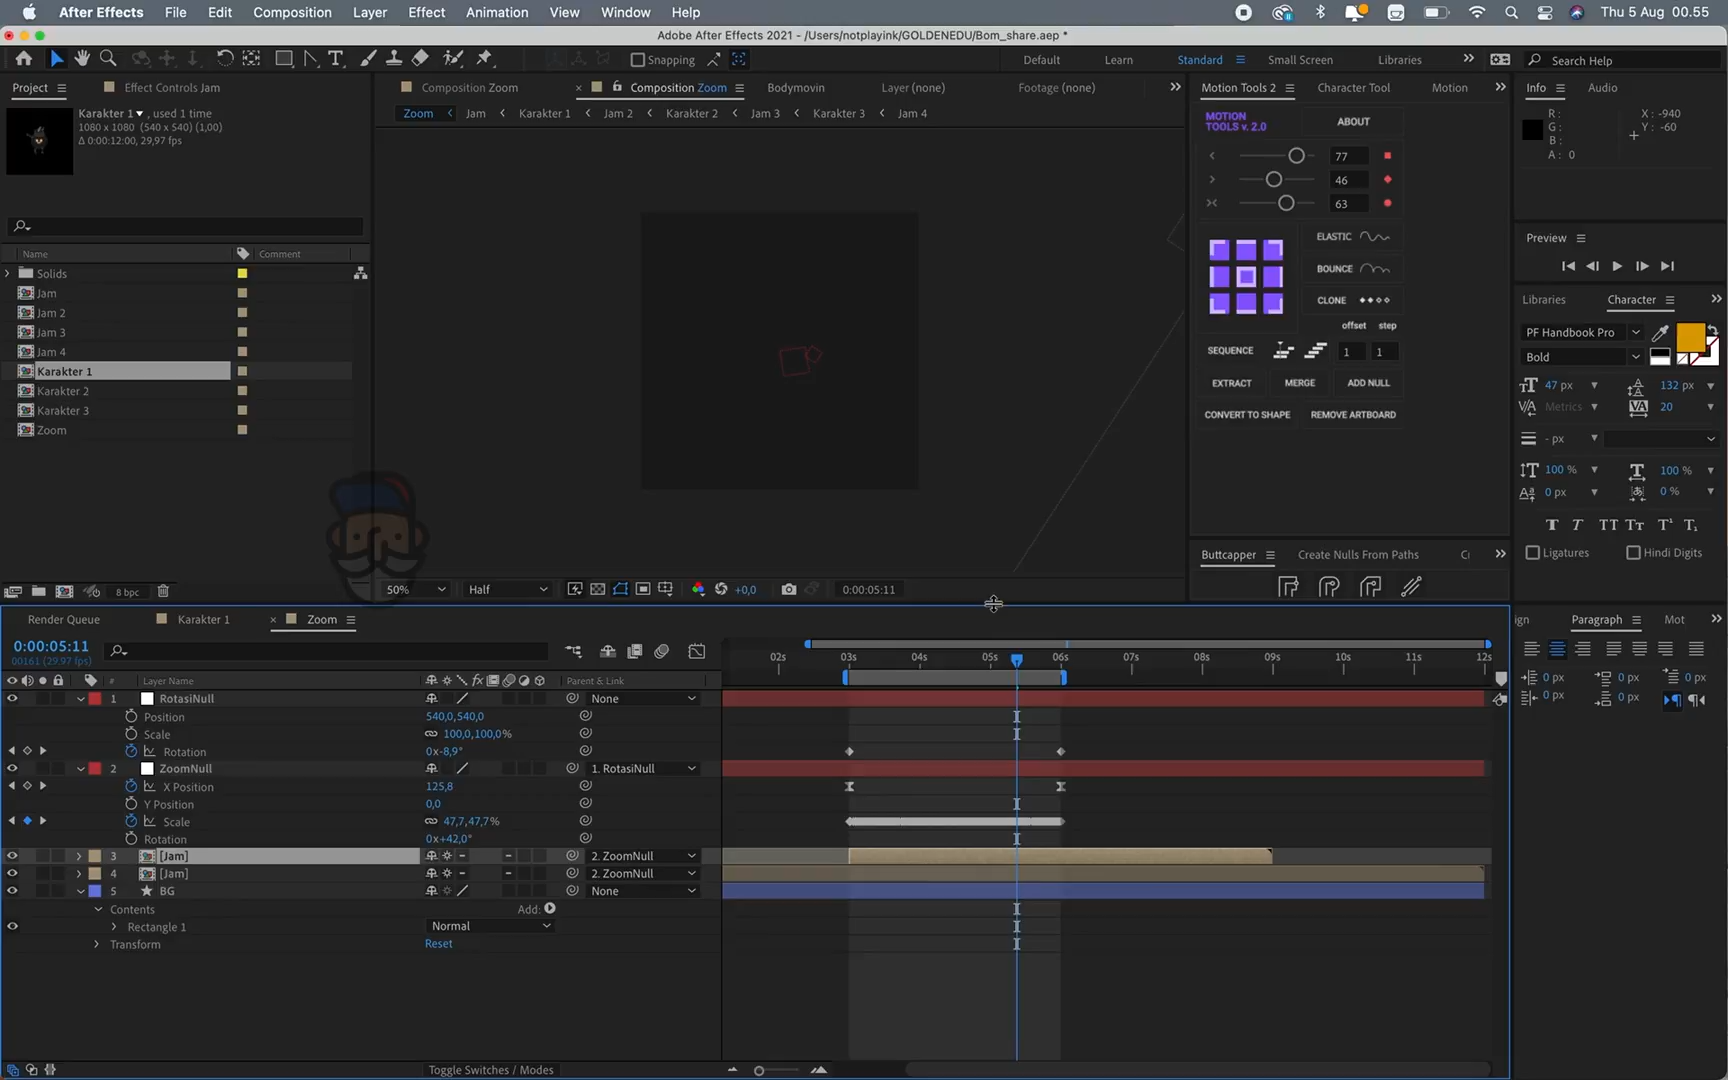 After Effects File Edit Composition Layer Effect Animation View Window Help Thu 5 Aug 00.55
Adobe After Effects 2021 - /Users/notplayink/GOLDENEDU/Bom_share.aep *
Snapping Default Learn Standard Small Screen Libraries Search Help
Project Effect Controls Jam Composition Zoom Composition Zoom Bodymovin Layer (none) Footage (none) Motion Tools 2 Character Tool Motion Info Audio
Karakter 1, used 1 time
1080 x 1080 (540 x 540) (1,00)
Δ 0:00:12:00, 29,97 fps
Zoom Jam Karakter 1 Jam 2 Karakter 2 Jam 3 Karakter 3 Jam 4
MOTION TOOLS v. 2.0 ABOUT
R: X: -940
G: Y: -60
B:
A: 0
77
46
63
Name Comment
Solids
Jam
Jam 2
Jam 3
Jam 4
Karakter 1
Karakter 2
Karakter 3
Zoom
ELASTIC
BOUNCE
CLONE
offset step
SEQUENCE 1 1
EXTRACT MERGE ADD NULL
CONVERT TO SHAPE REMOVE ARTBOARD
Preview
Libraries Character
PF Handbook Pro
Bold
47 px 132 px
Metrics 20
- px
100 % 100 %
0 px 0 %
Ligatures Hindi Digits
Buttcapper Create Nulls From Paths
8 bpc 50% Half +0,0 0:00:05:11
Render Queue Karakter 1 Zoom ign Paragraph Mot
0:00:05:11
00161 (29.97 fps)
02s 03s 04s 05s 06s 07s 08s 09s 10s 11s 12s
# Layer Name fx Parent & Link
0 px 0 px 0 px
0 px 0 px
1 RotasiNull None
Position 540,0,540,0
Scale 100,0,100,0%
Rotation 0x-8,9°
2 ZoomNull 1. RotasiNull
X Position 125,8
Y Position 0,0
Scale 47,7,47,7%
Rotation 0x+42,0°
3 [Jam] 2. ZoomNull
4 [Jam] 2. ZoomNull
5 BG None
Contents Add:
Rectangle 1 Normal
Transform Reset
Toggle Switches / Modes